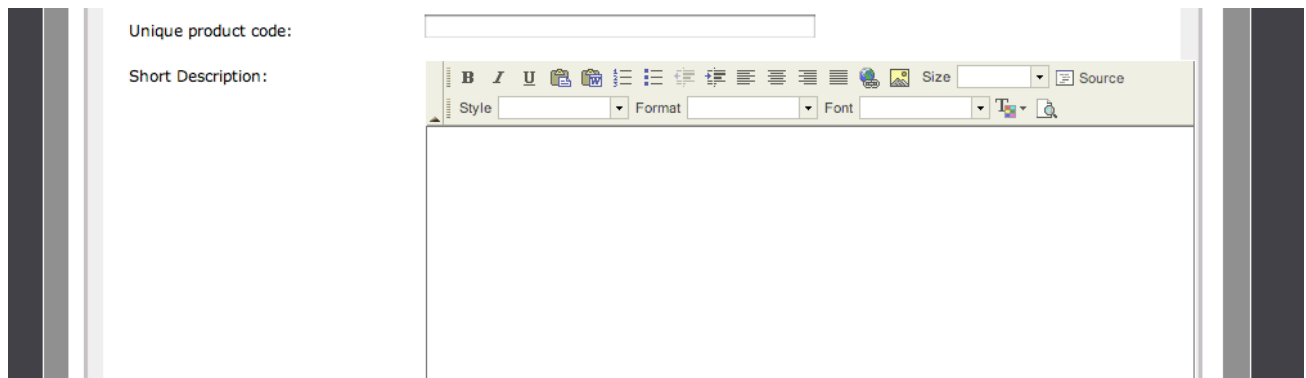 Unique product code:
Short Description:
B I U Size Source
Style Format Font